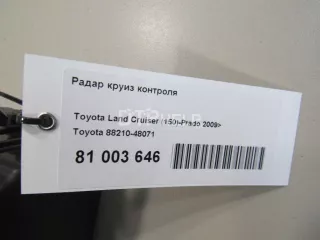 Радар круиз контроля
Toyota Land Cruiser (150)-Prado 2009>
Toyota 88210-48071
81 003 646